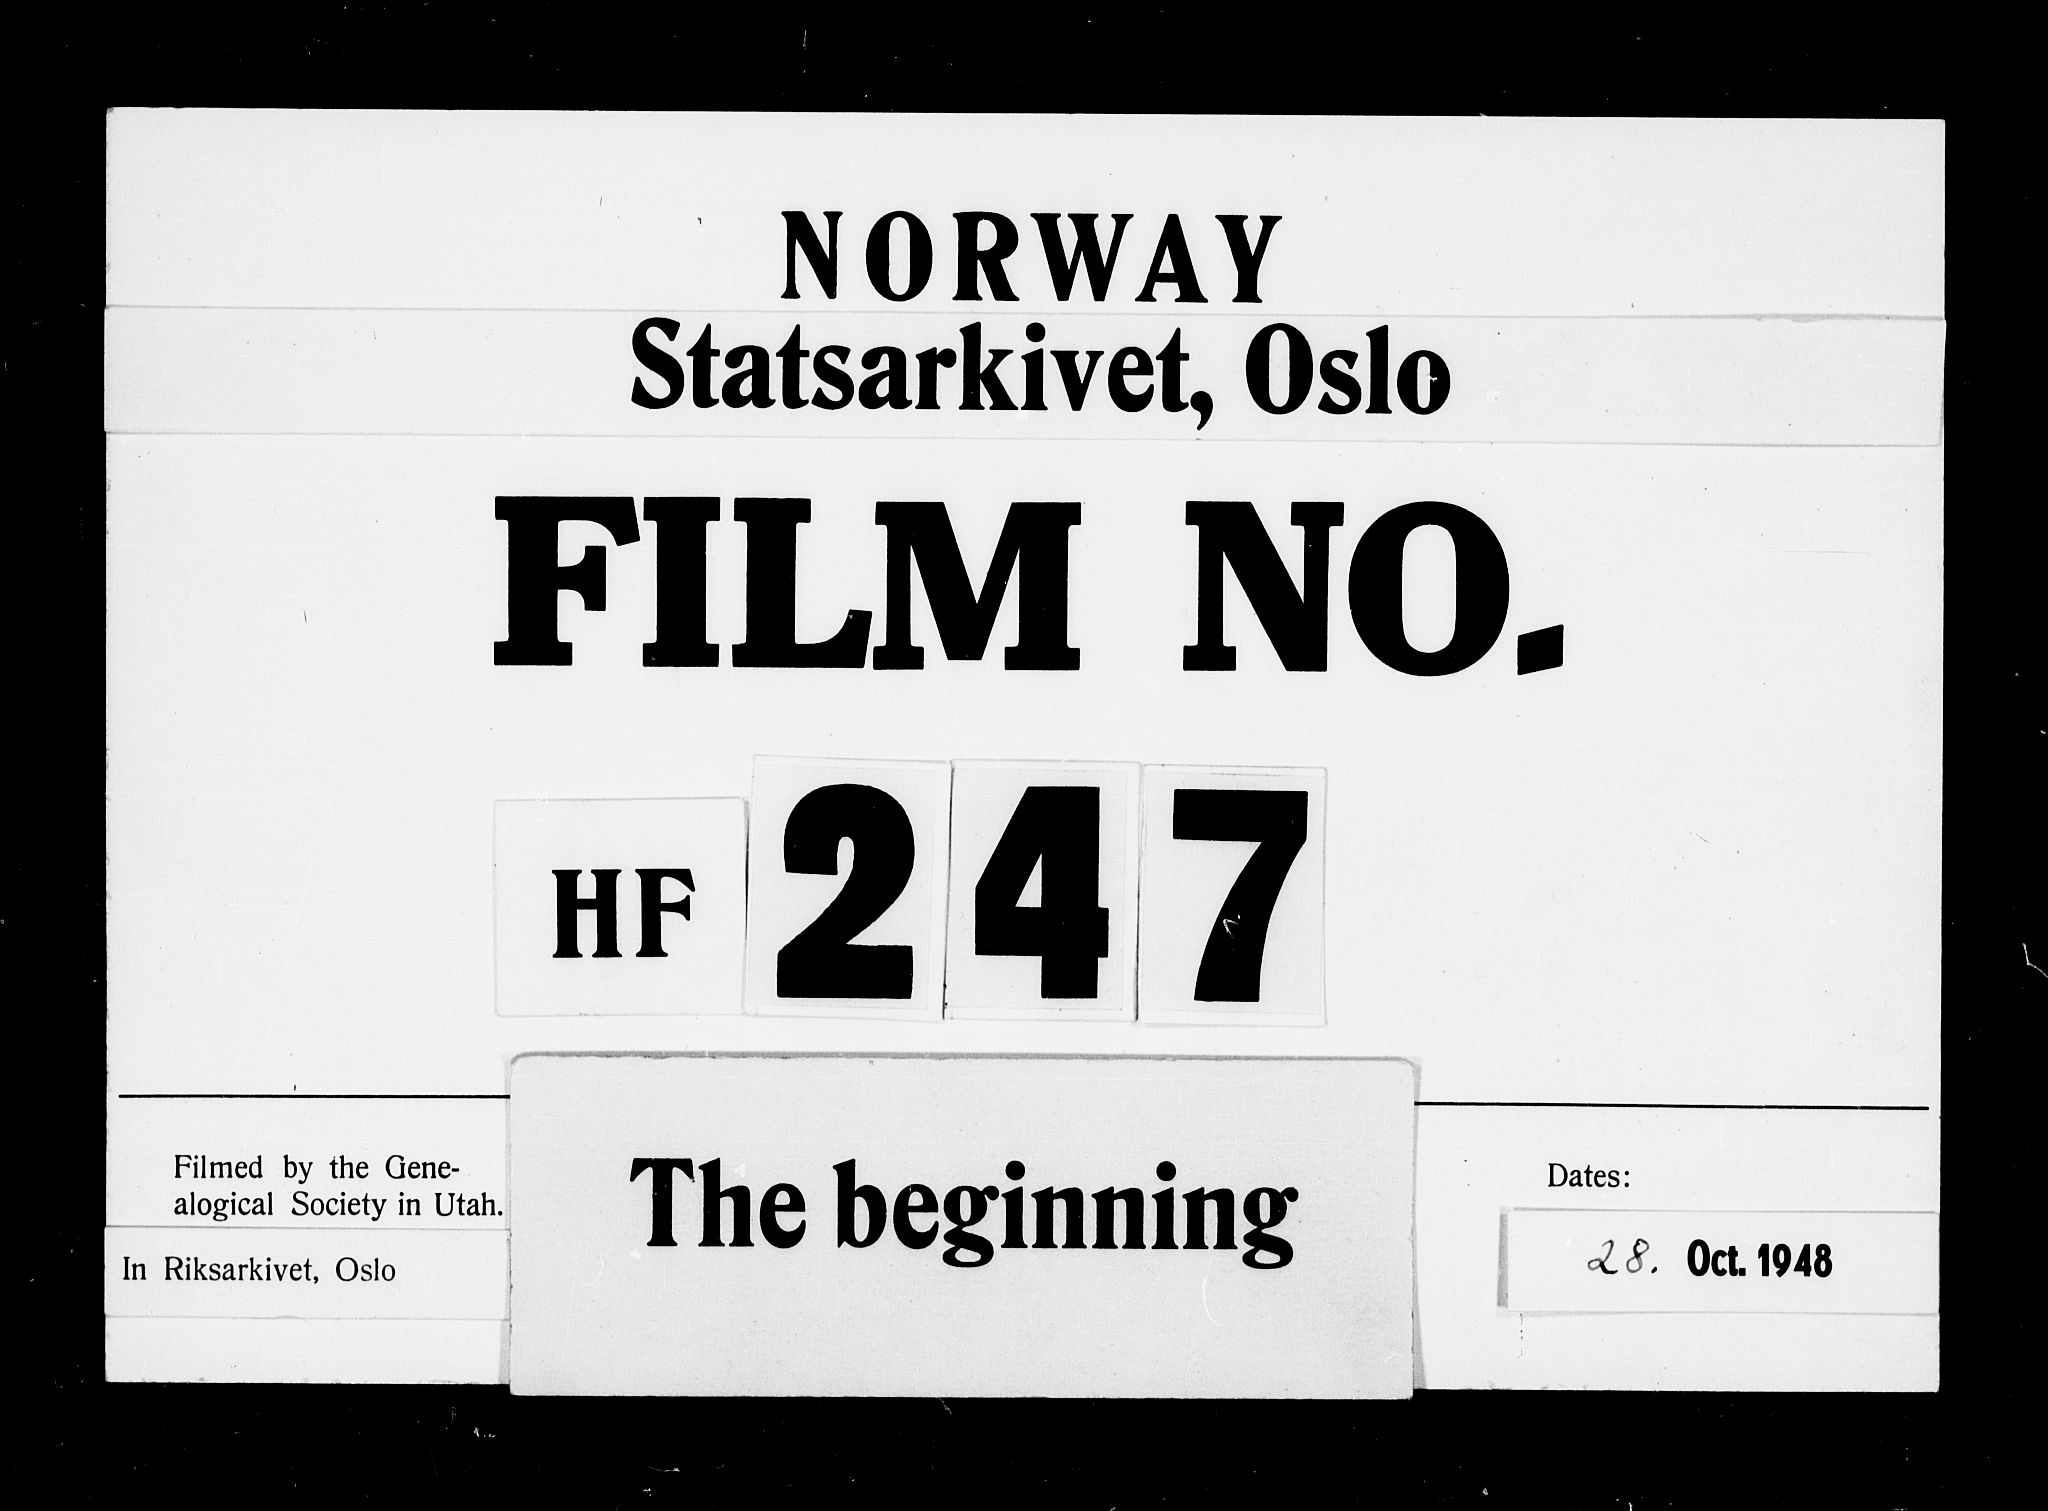 NORWAY
Statsarkivet, Oslo
FILM NO.
HF 247
Filmed by the Gene-
alogical Society in Utah.
In Riksarkivet, Oslo
The beginning
Dates:
28. Oct. 1948